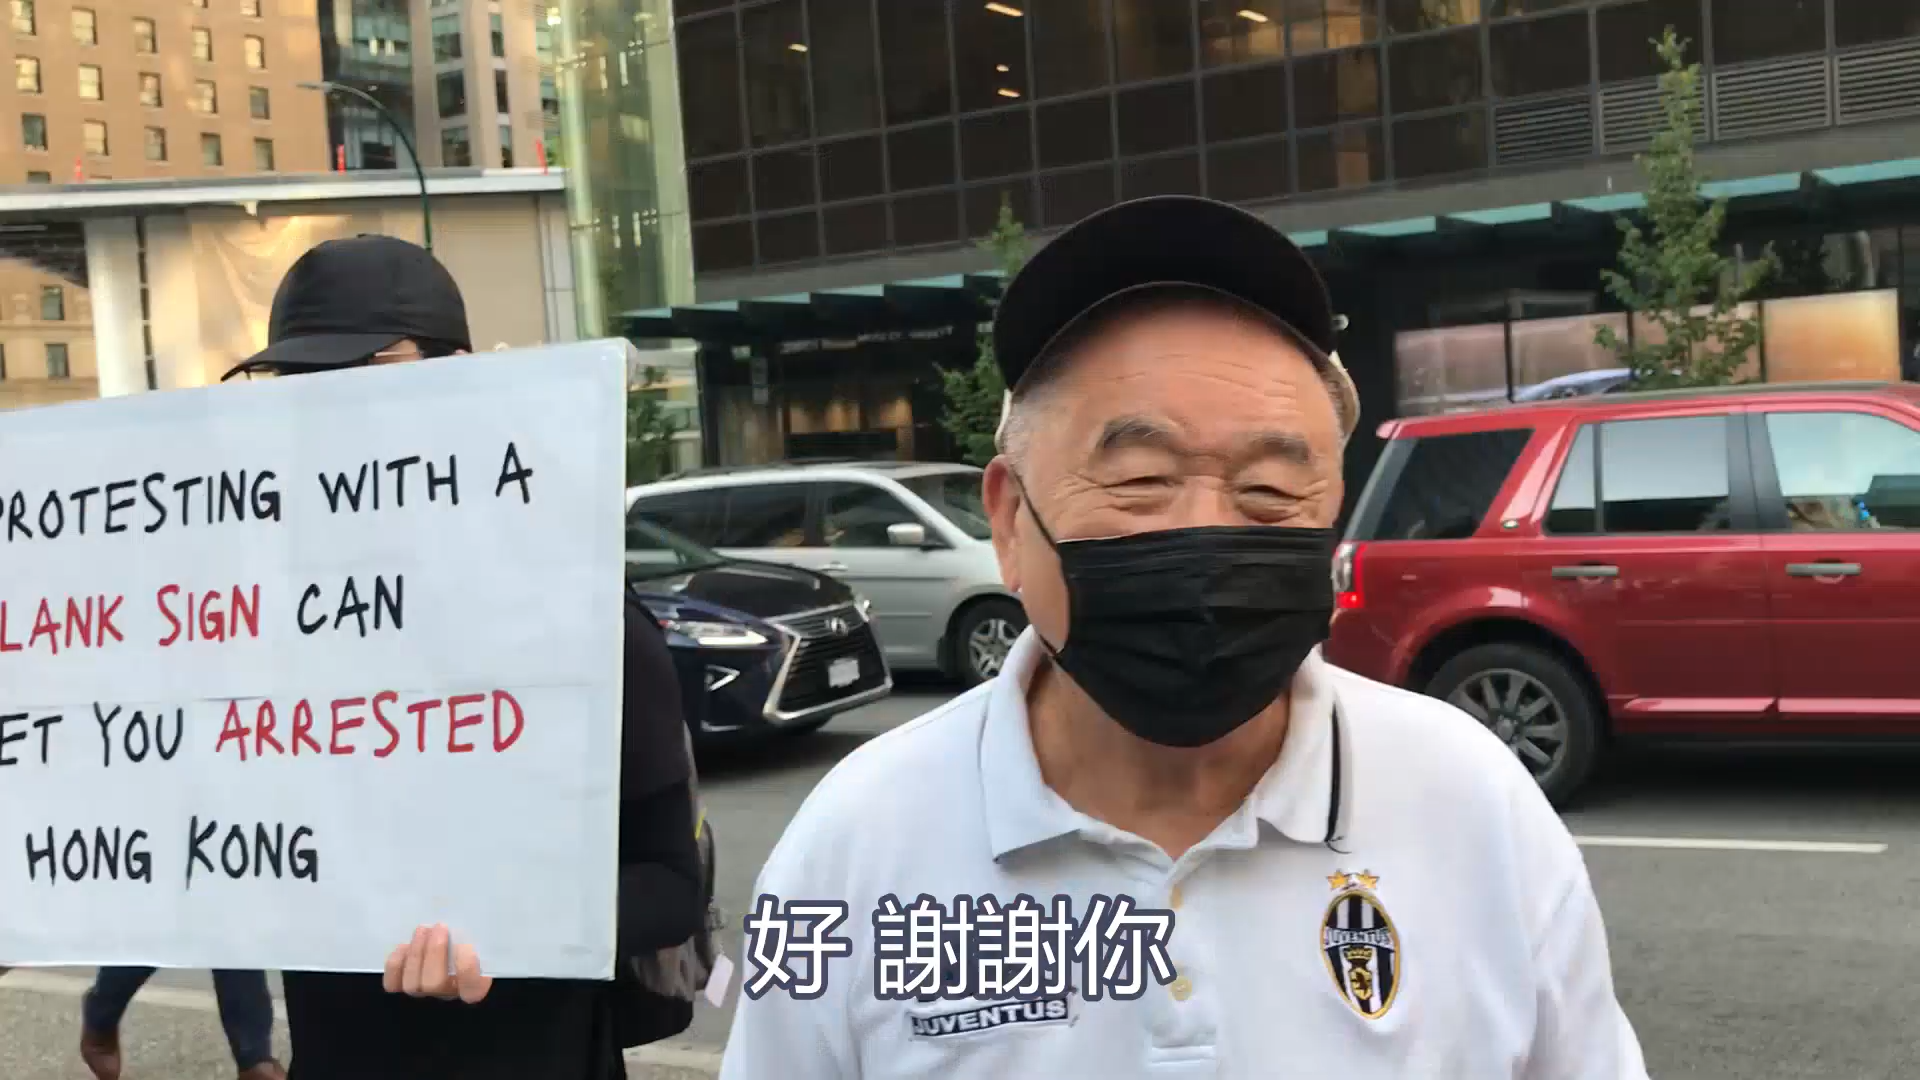 PROTESTING WITH A
LANK SIGN CAN
ET YOU ARRESTED
HONG KONG
好 謝謝你
JUVENTUS
JUVENTUS